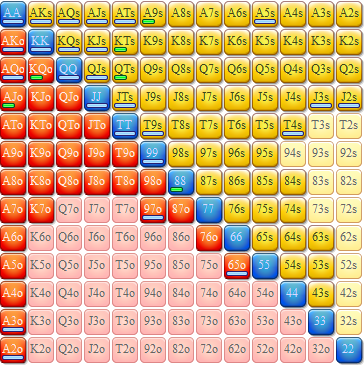 AA AKs AQs AJs ATs A9s A8s A7s A6s A5s A4s A3s A2s
AKo KK KQs KJs KTs K9s K8s K7s K6s K5s K4s K3s K2s
AQo KQo QQ QJs QTs Q9s Q8s Q7s Q6s Q5s Q4s Q3s Q2s
AJo KJo QJo JJ JTs J9s J8s J7s J6s J5s J4s J3s J2s
ATo KTo QTo JTo TT T9s T8s T7s T6s T5s T4s T3s T2s
A9o K9o Q9o J9o T9o 99 98s 97s 96s 95s 94s 93s 92s
A8o K8o Q8o J8o T8o 98o 88 87s 86s 85s 84s 83s 82s
A7o K7o Q7o J7o T7o 97o 87o 77 76s 75s 74s 73s 72s
A6o K6o Q6o J6o T6o 96o 86o 76o 66 65s 64s 63s 62s
A5o K5o Q5o J5o T5o 95o 85o 75o 65o 55 54s 53s 52s
A4o K4o Q4o J4o T4o 94o 84o 74o 64o 54o 44 43s 42s
A3o K3o Q3o J3o T3o 93o 83o 73o 63o 53o 43o 33 32s
A2o K2o Q2o J2o T2o 92o 82o 72o 62o 52o 42o 32o 22